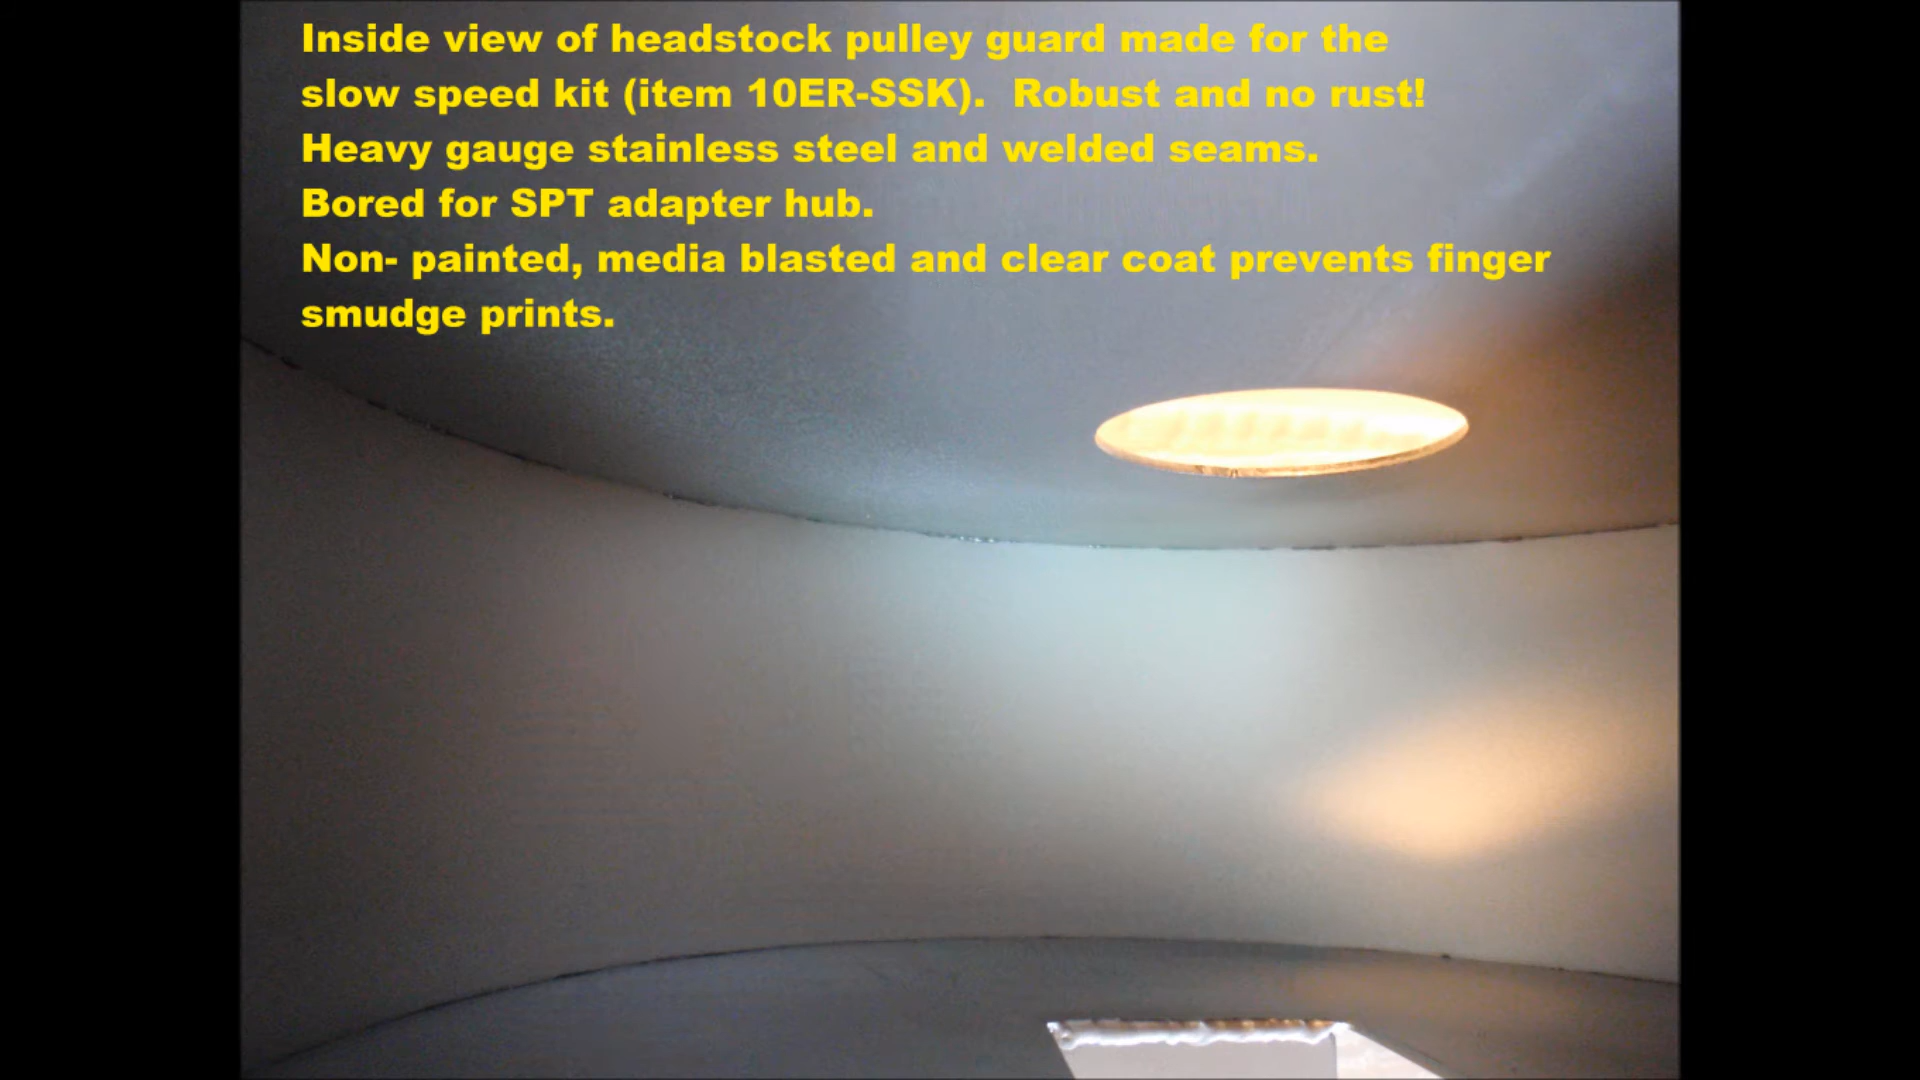 Inside view of headstock pulley guard made for the
slow speed kit (item 10ER-SSK).  Robust and no rust!
Heavy gauge stainless steel and welded seams.
Bored for SPT adapter hub.
Non- painted, media blasted and clear coat prevents finger
smudge prints.